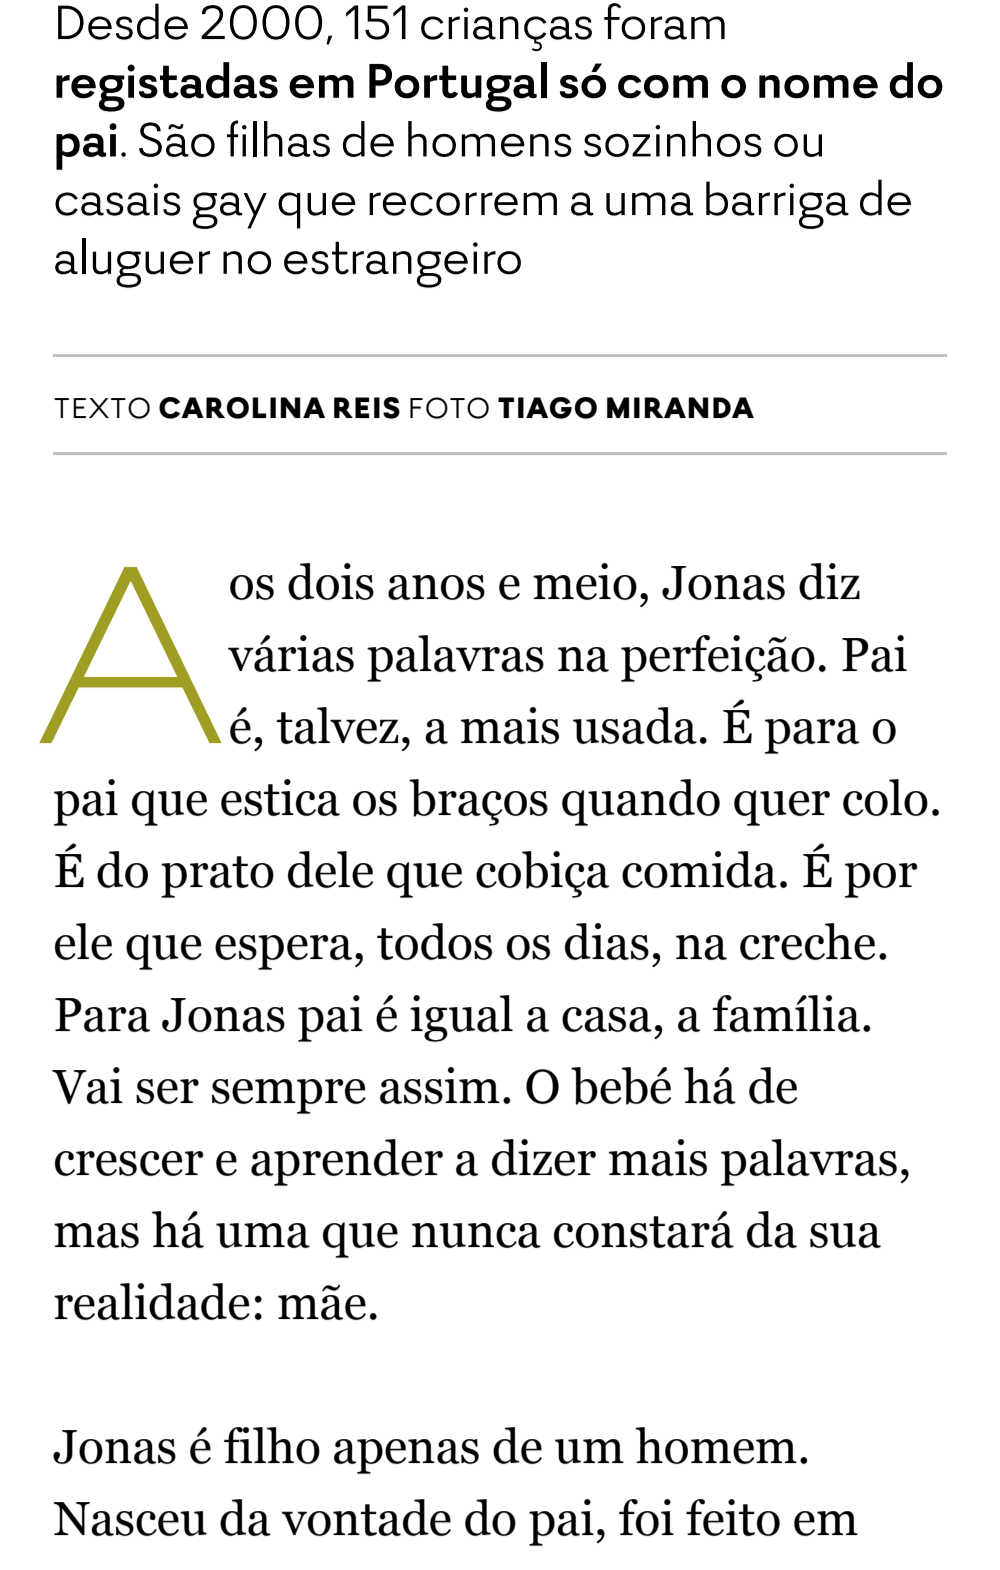 Desde 2000, 151 crianças foram
registadas em Portugal só com o nome do
pai. São filhas de homens sozinhos ou
casais gay que recorrem a uma barriga de
aluguer no estrangeiro
TEXTO CAROLINA REIS FOTO TIAGO MIRANDA
Aos dois anos e meio, Jonas diz
várias palavras na perfeição. Pai
é, talvez, a mais usada. É para o
pai que estica os braços quando quer colo.
É do prato dele que cobiça comida. É por
ele que espera, todos os dias, na creche.
Para Jonas pai é igual a casa, a família.
Vai ser sempre assim. O bebé há de
crescer e aprender a dizer mais palavras,
mas há uma que nunca constará da sua
realidade: mãe.
Jonas é filho apenas de um homem.
Nasceu da vontade do pai, foi feito em